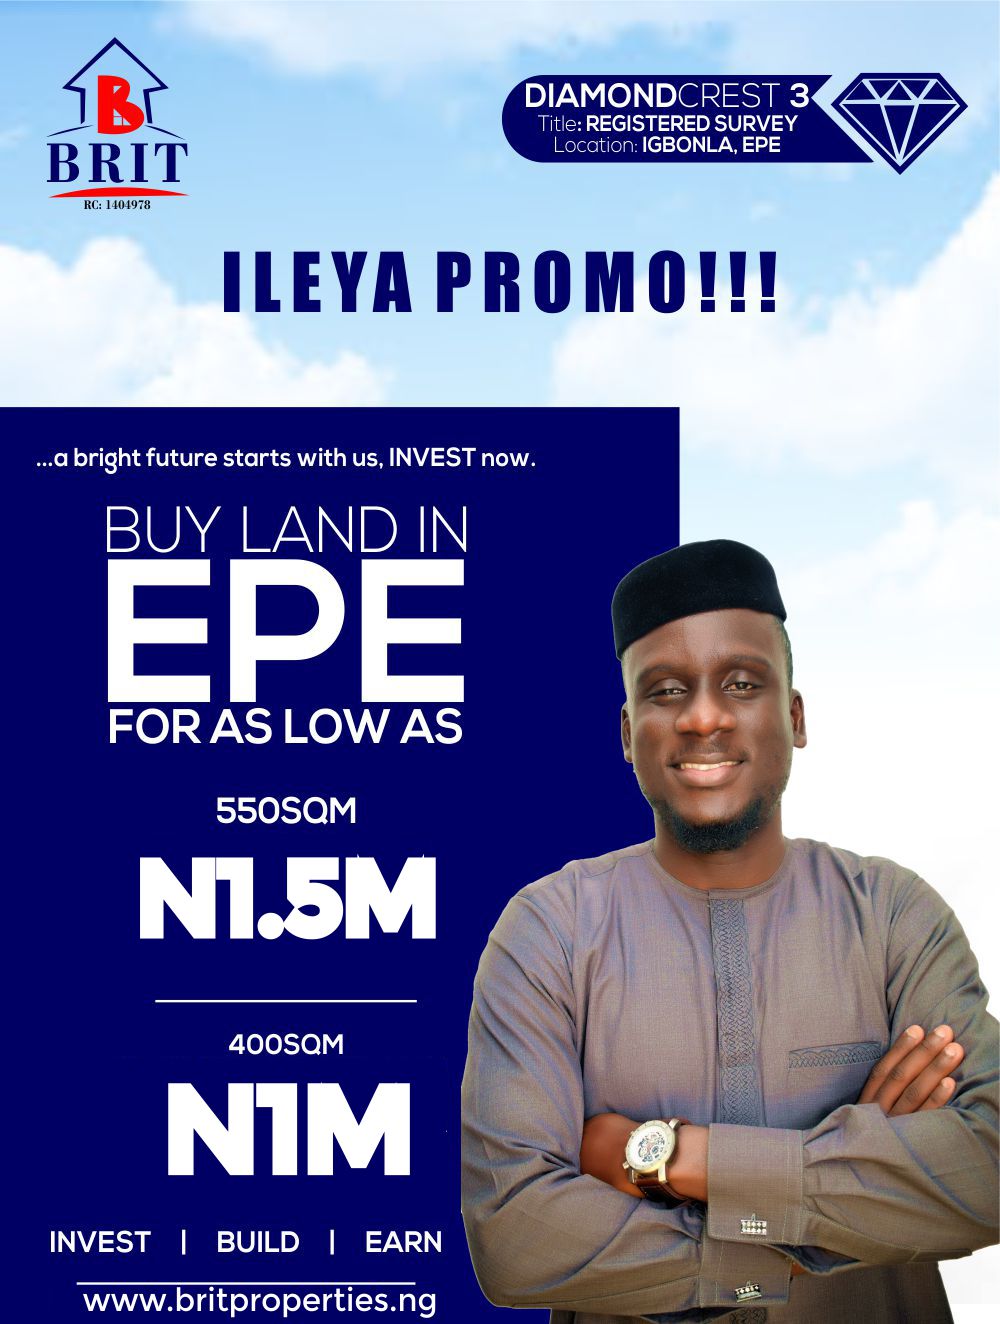 BRIT
RC: 1404978
DIAMONDCREST 3
Title: REGISTERED SURVEY
Location: IGBONLA, EPE
ILEYA PROMO!!!
...a bright future starts with us, INVEST now.
BUY LAND IN
EPE
FOR AS LOW AS
550SQM
N1.5M
400SQM
N1M
INVEST | BUILD | EARN
www.britproperties.ng